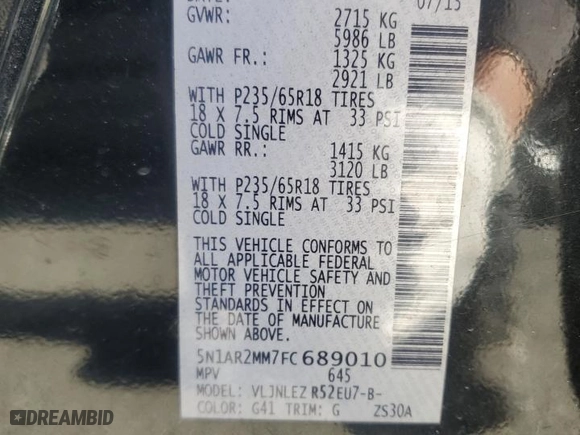 07/15
GVWR: 2715 KG
5986 LB
GAWR FR.: 1325 KG
2921 LB
WITH P235/65R18 TIRES
18 X 7.5 RIMS AT 33 PSI
COLD SINGLE
GAWR RR.: 1415 KG
3120 LB
WITH P235/65R18 TIRES
18 X 7.5 RIMS AT 33 PSI
COLD SINGLE
THIS VEHICLE CONFORMS TO
ALL APPLICABLE FEDERAL
MOTOR VEHICLE SAFETY AND
THEFT PREVENTION
STANDARDS IN EFFECT ON
THE DATE OF MANUFACTURE
SHOWN ABOVE.
5N1AR2MM7FC689010
MPV 645
MODEL: VLJNLEZ R52EU7-B-
COLOR: G41 TRIM: G ZS30A
DREAMBID